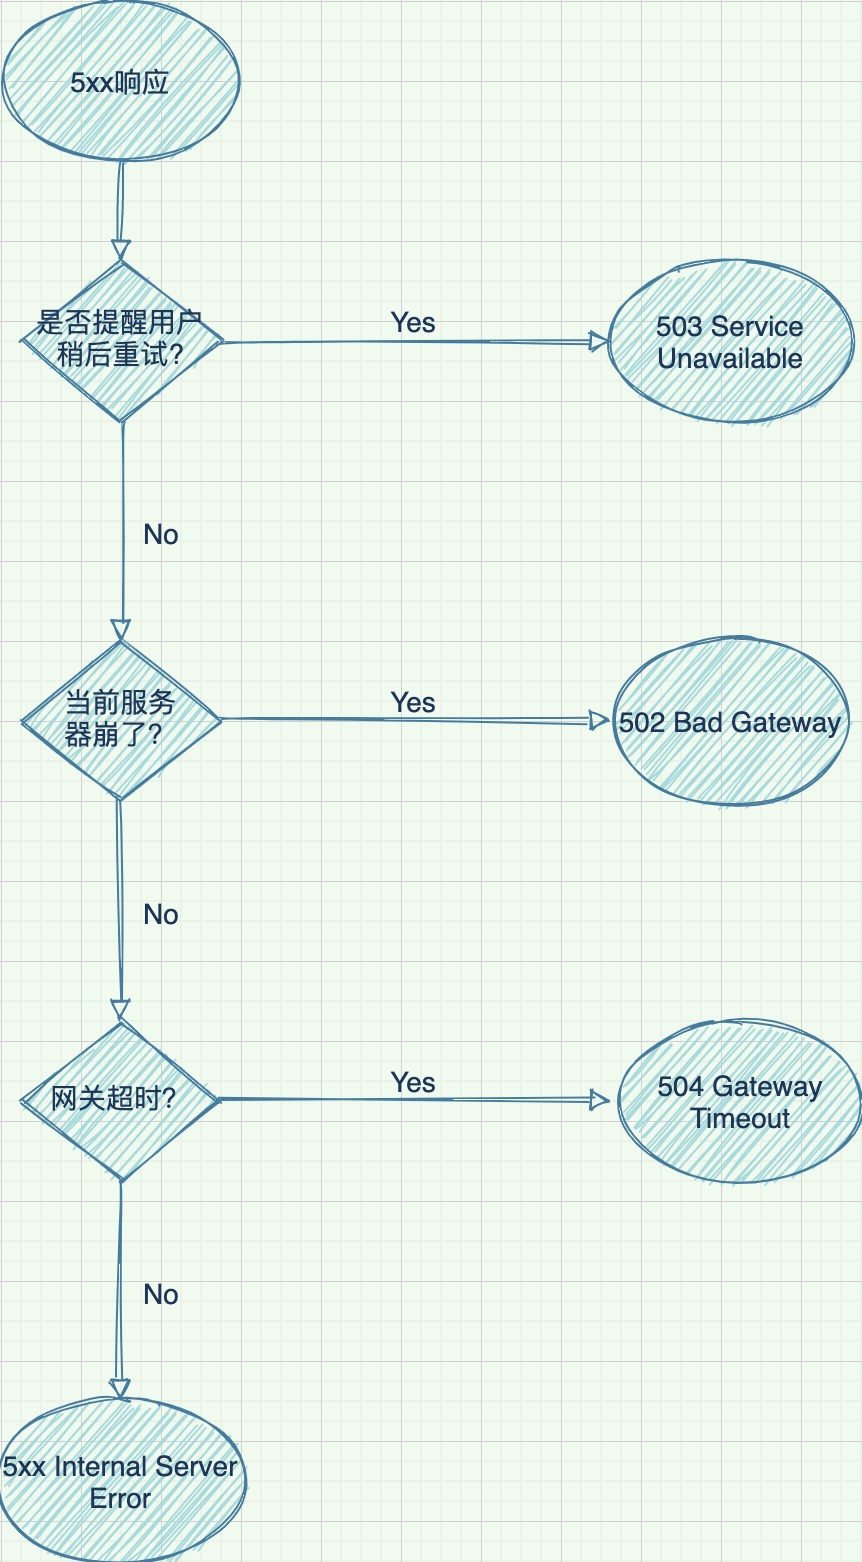 5xx响应
是否提醒用户
稍后重试?
Yes
503 Service
Unavailable
No
当前服务
器崩了?
Yes
502 Bad Gateway
No
网关超时?
Yes
504 Gateway
Timeout
No
5xx Internal Server
Error